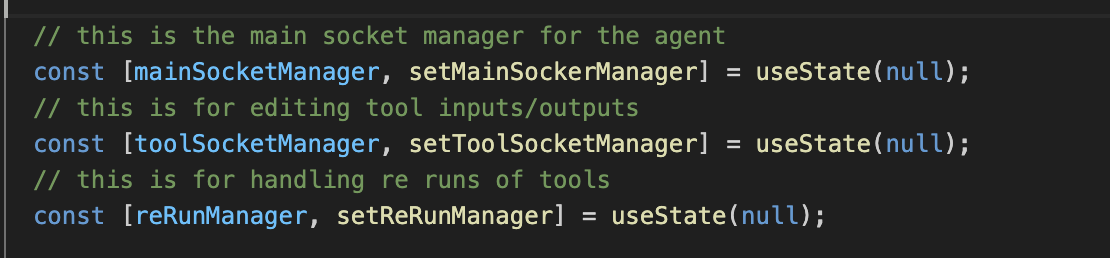 // this is the main socket manager for the agent
const [mainSocketManager, setMainSockerManager] = useState(null);
// this is for editing tool inputs/outputs
const [toolSocketManager, setToolSocketManager] = useState(null);
// this is for handling re runs of tools
const [reRunManager, setReRunManager] = useState(null);